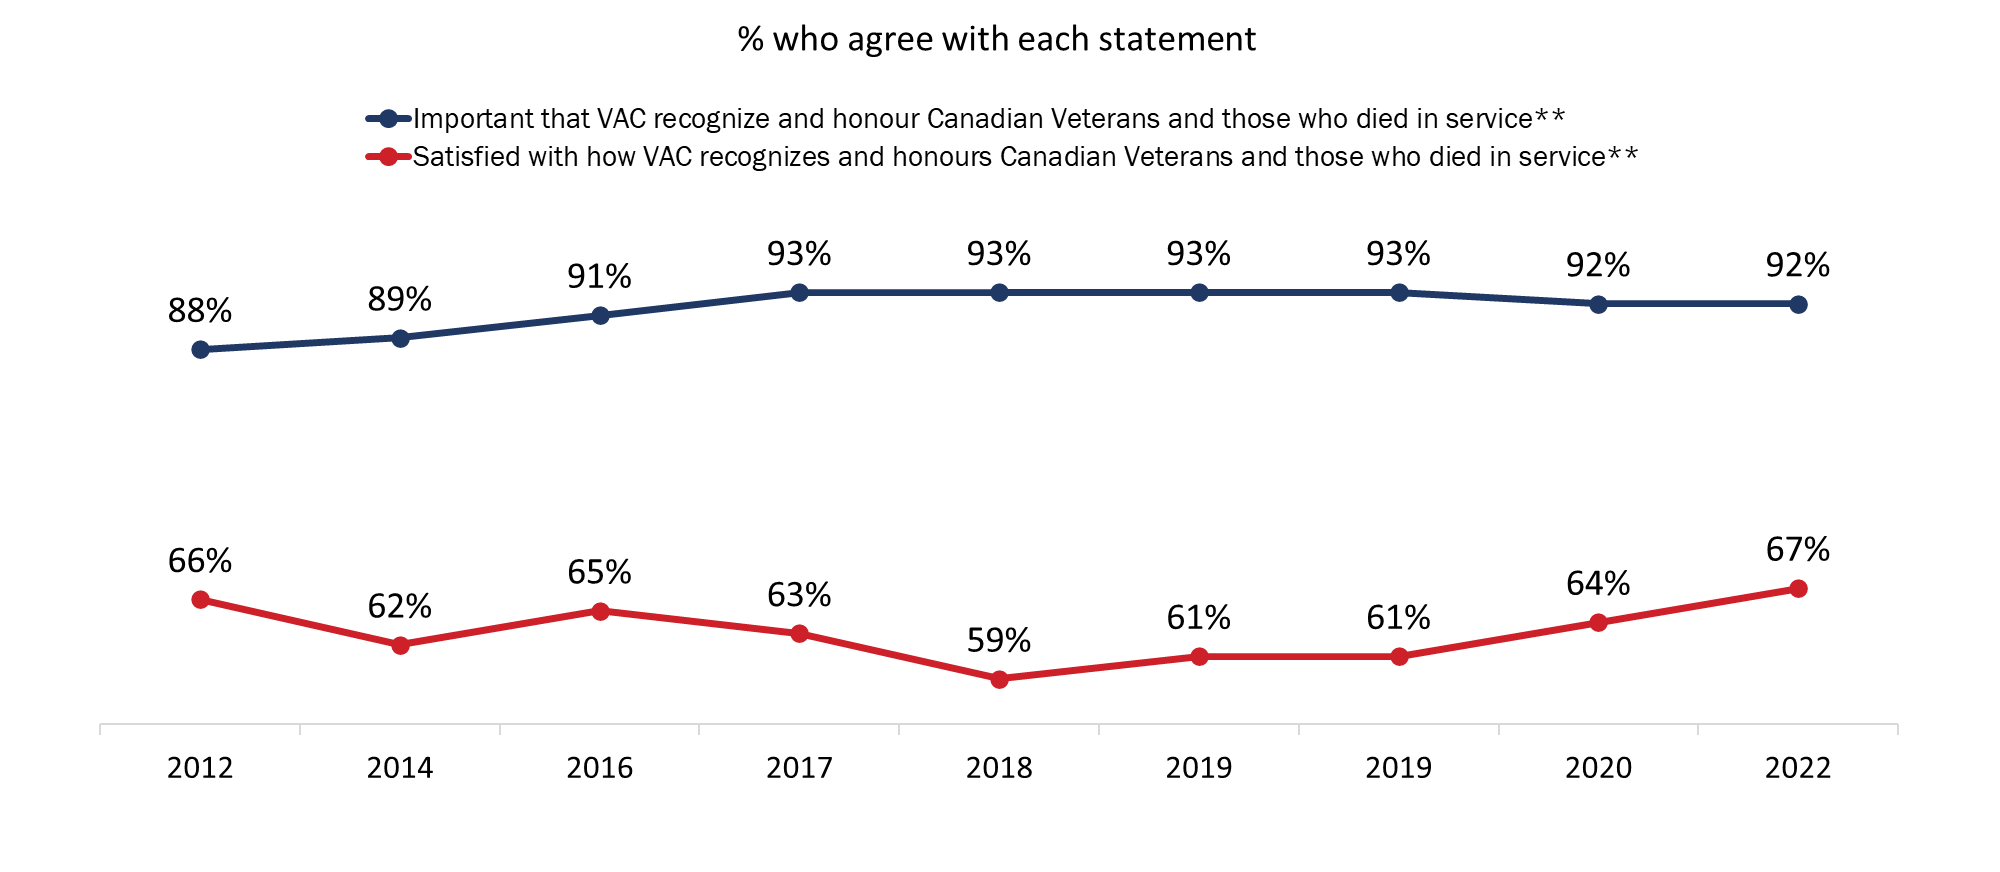 % who agree with each statement
Important that VAC recognize and honour Canadian Veterans and those who died in service**
Satisfied with how VAC recognizes and honours Canadian Veterans and those who died in service**
88% 89% 91% 93% 93% 93% 93% 92% 92%
66% 62% 65% 63% 59% 61% 61% 64% 67%
2012 2014 2016 2017 2018 2019 2019 2020 2022